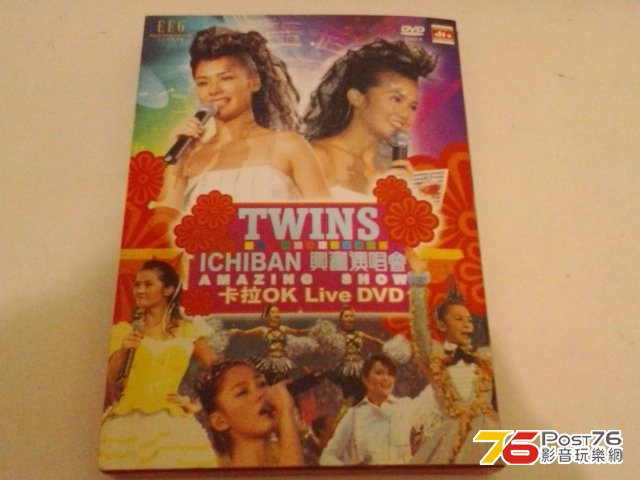 EEG
DVD
dts
TWINS
ICHIBAN 興奮演唱會
AMAZING SHOW
卡拉OK Live DVD
76 Post76
影音玩樂網